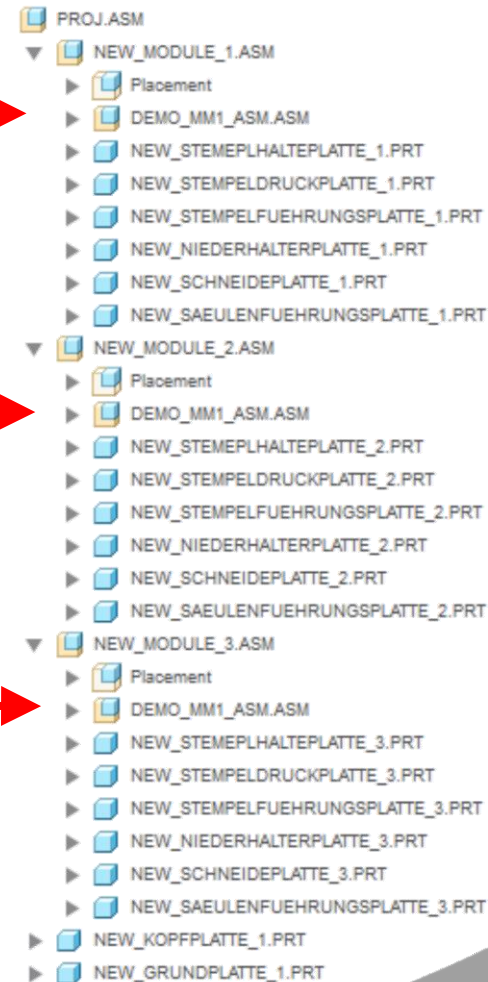 PROJ.ASM
NEW_MODULE_1.ASM
Placement
DEMO_MM1_ASM.ASM
NEW_STEMEPLHALTEPLATTE_1.PRT
NEW_STEMPELDRUCKPLATTE_1.PRT
NEW_STEMPELFUEHRUNGSPLATTE_1.PRT
NEW_NIEDERHALTERPLATTE_1.PRT
NEW_SCHNEIDEPLATTE_1.PRT
NEW_SAEULENFUEHRUNGSPLATTE_1.PRT
NEW_MODULE_2.ASM
Placement
DEMO_MM1_ASM.ASM
NEW_STEMEPLHALTEPLATTE_2.PRT
NEW_STEMPELDRUCKPLATTE_2.PRT
NEW_STEMPELFUEHRUNGSPLATTE_2.PRT
NEW_NIEDERHALTERPLATTE_2.PRT
NEW_SCHNEIDEPLATTE_2.PRT
NEW_SAEULENFUEHRUNGSPLATTE_2.PRT
NEW_MODULE_3.ASM
Placement
DEMO_MM1_ASM.ASM
NEW_STEMEPLHALTEPLATTE_3.PRT
NEW_STEMPELDRUCKPLATTE_3.PRT
NEW_STEMPELFUEHRUNGSPLATTE_3.PRT
NEW_NIEDERHALTERPLATTE_3.PRT
NEW_SCHNEIDEPLATTE_3.PRT
NEW_SAEULENFUEHRUNGSPLATTE_3.PRT
NEW_KOPFPLATTE_1.PRT
NEW_GRUNDPLATTE_1.PRT